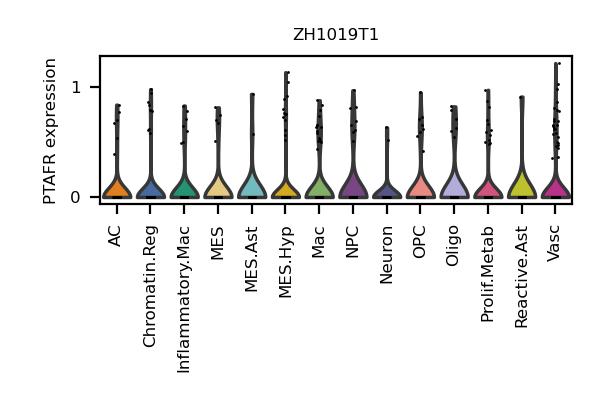 ZH1019T1
PTAFR expression
1
0
AC
Chromatin.Reg
Inflammatory.Mac
MES
MES.Ast
MES.Hyp
Mac
NPC
Neuron
OPC
Oligo
Prolif.Metab
Reactive.Ast
Vasc